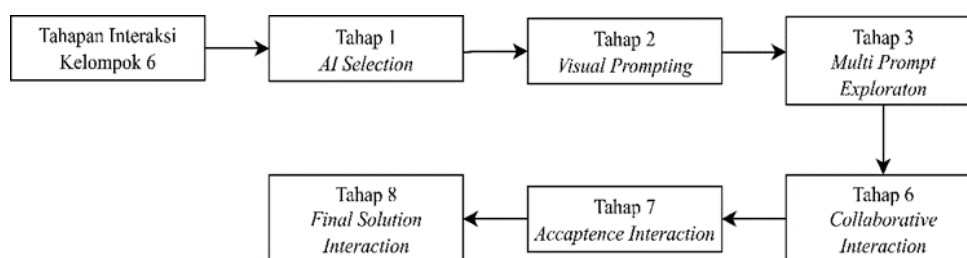 Tahapan Interaksi
Kelompok 6
Tahap 1
AI Selection
Tahap 2
Visual Prompting
Tahap 3
Multi Prompt
Exploraton
Tahap 6
Collaborative
Interaction
Tahap 7
Accaptence Interaction
Tahap 8
Final Solution
Interaction